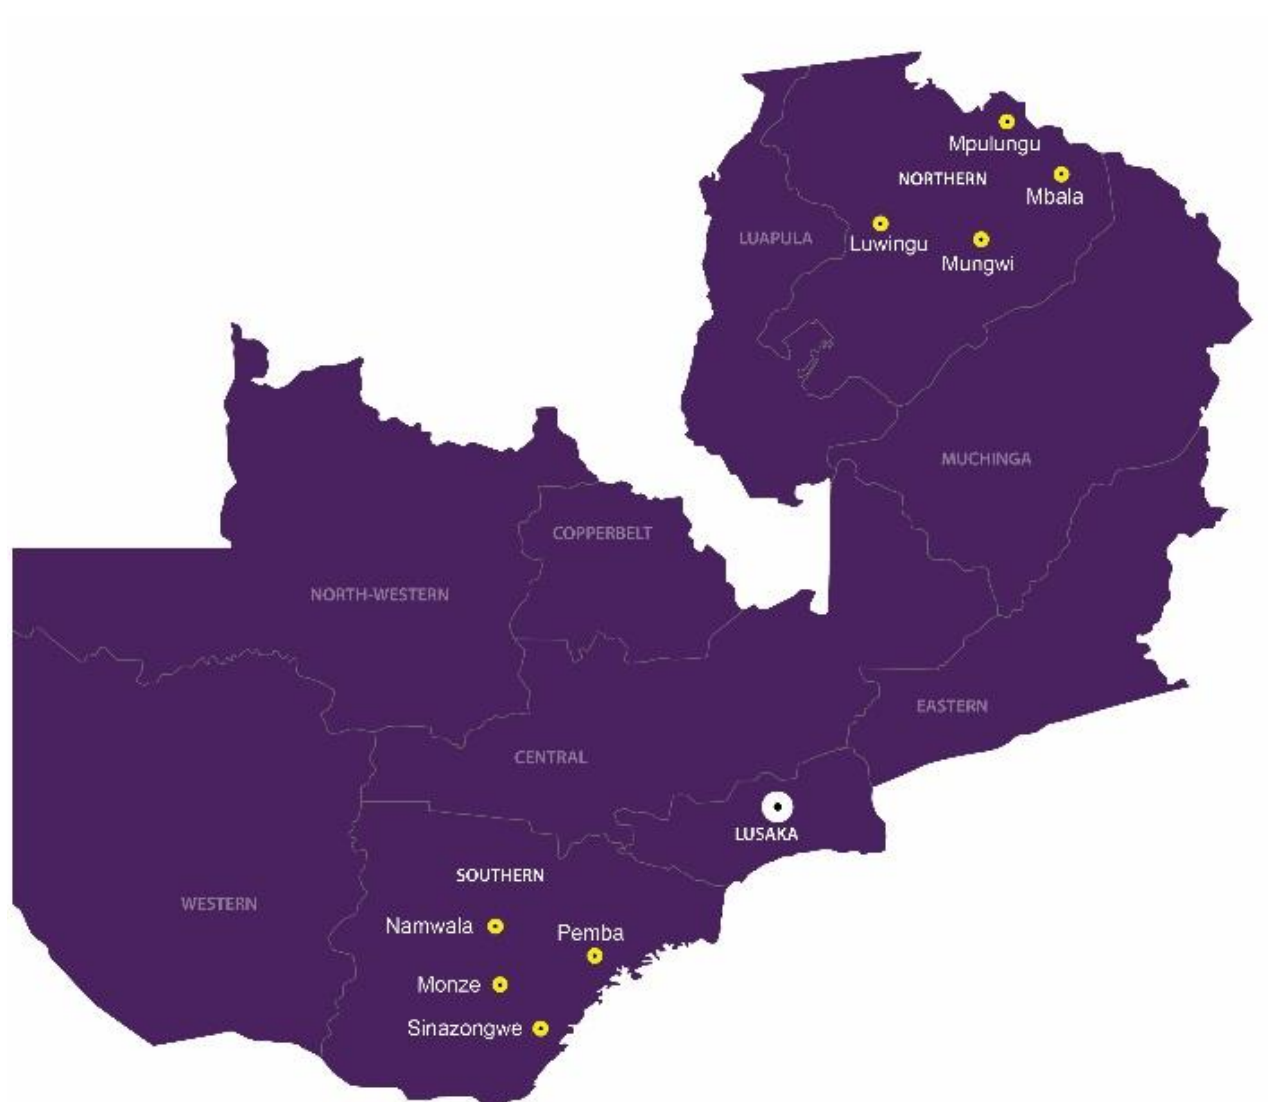 Mpulungu
NORTHERN
Mbala
LUAPULA
Luwingu
Mungwi
MUCHINGA
COPPERBELT
NORTH-WESTERN
EASTERN
CENTRAL
LUSAKA
SOUTHERN
WESTERN
Namwala
Pemba
Monze
Sinazongwe